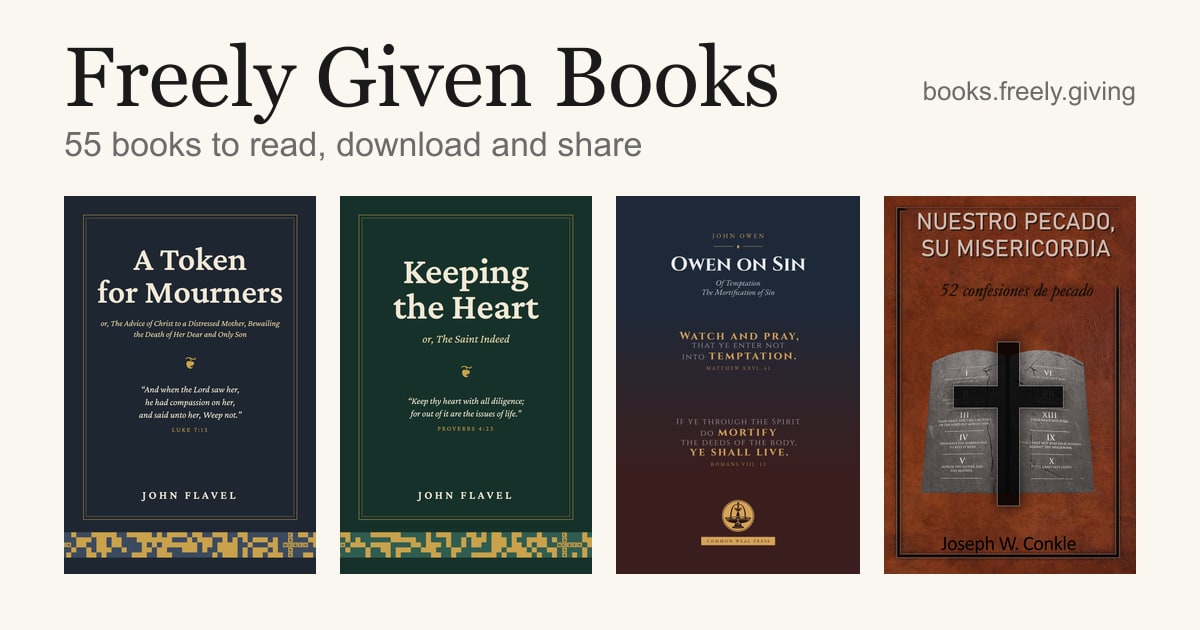 Freely Given Books
books.freely.giving
55 books to read, download and share
A Token
for Mourners
or, The Advice of Christ to a Distressed Mother, Bewailing
the Death of Her Dear and Only Son
“And when the Lord saw her,
he had compassion on her,
and said unto her, Weep not.”
LUKE 7:13
JOHN FLAVEL
Keeping
the Heart
or, The Saint Indeed
“Keep thy heart with all diligence;
for out of it are the issues of life.”
PROVERBS 4:23
JOHN FLAVEL
JOHN OWEN
OWEN ON SIN
Of Temptation
The Mortification of Sin
WATCH AND PRAY,
THAT YE ENTER NOT
INTO TEMPTATION.
MATTHEW XXVI. 41
IF YE THROUGH THE SPIRIT
DO MORTIFY
THE DEEDS OF THE BODY,
YE SHALL LIVE.
ROMANS VIII. 13
COMMON WEAL PRESS
NUESTRO PECADO,
SU MISERICORDIA
52 confesiones de pecado
I
VI
III
XIII
IV
IX
V
X
Joseph W. Conkle